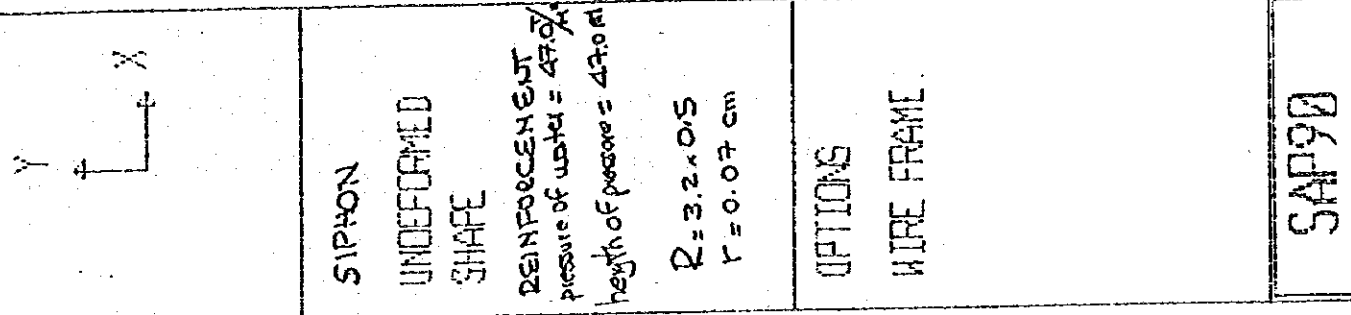 Y
X
SIPHON
UNDEFORMED
SHAPE
REINFORCEMENT
pressure of water = 47.0
heigth of pressore = 47.0 m
R = 3.2 x 0.5
r = 0.07 cm
OPTIONS
WIRE FRAME
SAP90